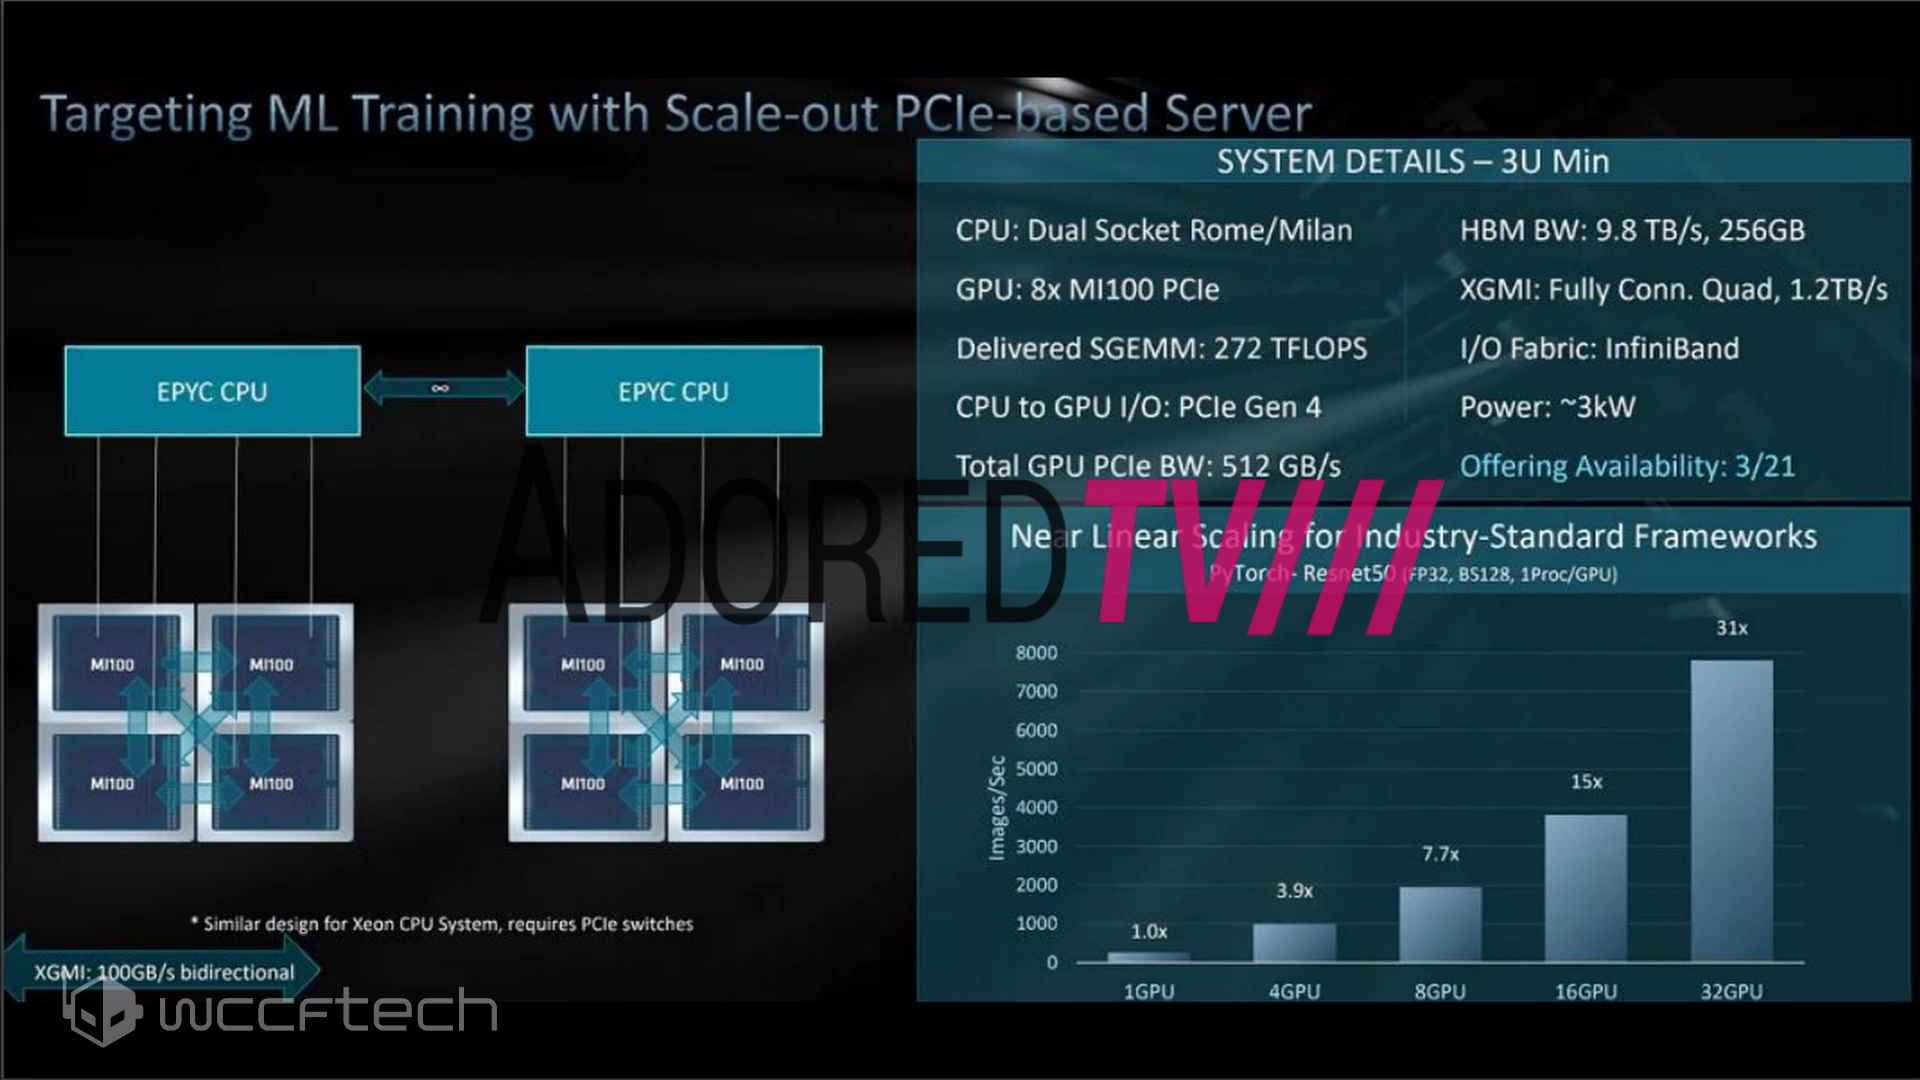 Targeting ML Training with Scale-out PCIe-based Server
SYSTEM DETAILS – 3U Min
CPU: Dual Socket Rome/Milan
HBM BW: 9.8 TB/s, 256GB
GPU: 8x MI100 PCIe
XGMI: Fully Conn. Quad, 1.2TB/s
Delivered SGEMM: 272 TFLOPS
I/O Fabric: InfiniBand
CPU to GPU I/O: PCIe Gen 4
Power: ~3kW
Total GPU PCIe BW: 512 GB/s
Offering Availability: 3/21
EPYC CPU
∞
EPYC CPU
MI100
MI100
MI100
MI100
MI100
MI100
MI100
MI100
* Similar design for Xeon CPU System, requires PCIe switches
XGMI: 100GB/s bidirectional
Near Linear Scaling for Industry-Standard Frameworks
PyTorch- Resnet50 (FP32, BS128, 1Proc/GPU)
Images/Sec
8000
7000
6000
5000
4000
3000
2000
1000
0
1.0x
3.9x
7.7x
15x
31x
1GPU
4GPU
8GPU
16GPU
32GPU
ADOREDTV///
wccftech